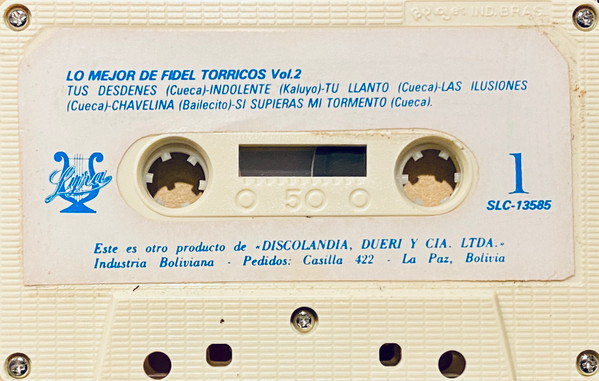 IND. BRAS.
LO MEJOR DE FIDEL TORRICOS Vol.2
TUS DESDENES (Cueca)-INDOLENTE (Kaluyo)-TU LLANTO (Cueca)-LAS ILUSIONES
(Cueca)-CHAVELINA (Bailecito)-SI SUPIERAS MI TORMENTO (Cueca).
Lyra
50
1
SLC-13585
Este es otro producto de «DISCOLANDIA, DUERI Y CIA. LTDA.»
Industria Boliviana - Pedidos: Casilla 422 - La Paz, Bolivia